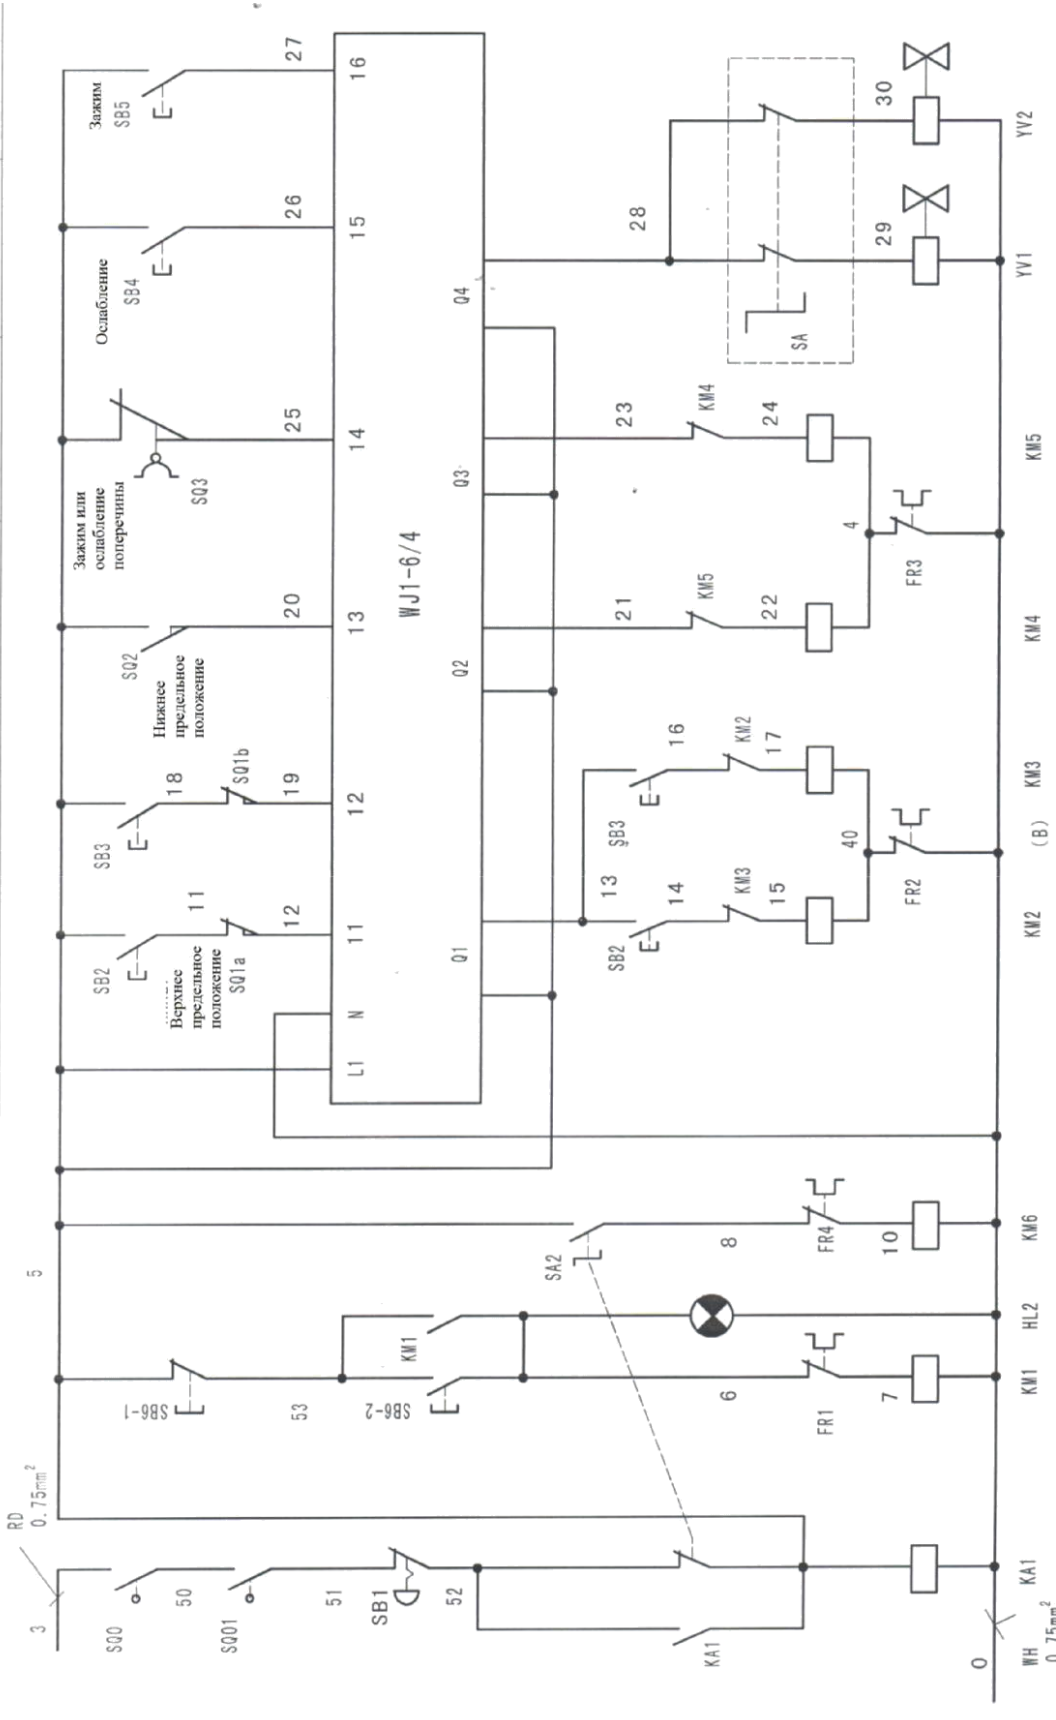 3
RD
0.75mm²
SQ0
50
SQ01
51
SB1
52
KA1
KA1
0
WH
0.75mm²
5
SB6-1
53
SB6-2
KM1
6
FR1
7
KM1
HL2
SA2
8
FR4
10
KM6
L1
N
SB2
11
SQ1a
12
11
Верхнее
предельное
положение
SB3
18
SQ1b
19
12
SQ2
20
13
Нижнее
предельное
положение
Зажим или
ослабление
поперечины
SQ3
25
14
Ослабление
SB4
26
15
Зажим
SB5
27
16
WJ1-6/4
Q1
Q2
Q3
Q4
13
SB2
14
KM3
15
KM2
SB3
16
KM2
17
KM3
(B)
40
FR2
21
KM5
22
KM4
23
KM4
24
KM5
4
FR3
28
SA
29
YV1
30
YV2